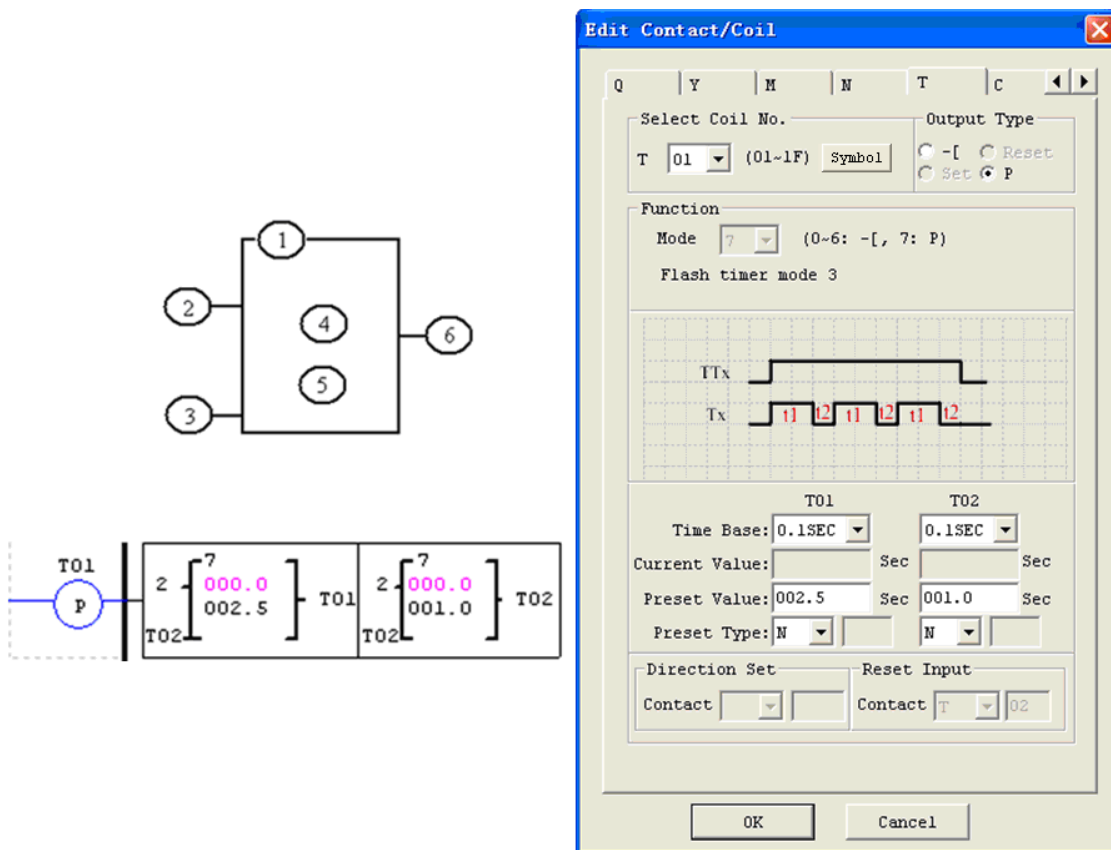 1
2
3
4
5
6
T01
P
7
2 000.0
002.5
T02
T01
7
2 000.0
001.0
T02
T02
Edit Contact/Coil
Q Y M N T C
Select Coil No.
T 01 (01~1F) Symbol
Output Type
-[ Reset
Set P
Function
Mode 7 (0~6: -[, 7: P)
Flash timer mode 3
TTx
Tx t1 t2 t1 t2 t1 t2
T01 T02
Time Base: 0.1SEC 0.1SEC
Current Value: Sec Sec
Preset Value: 002.5 Sec 001.0 Sec
Preset Type: N N
Direction Set
Contact
Reset Input
Contact T 02
OK Cancel